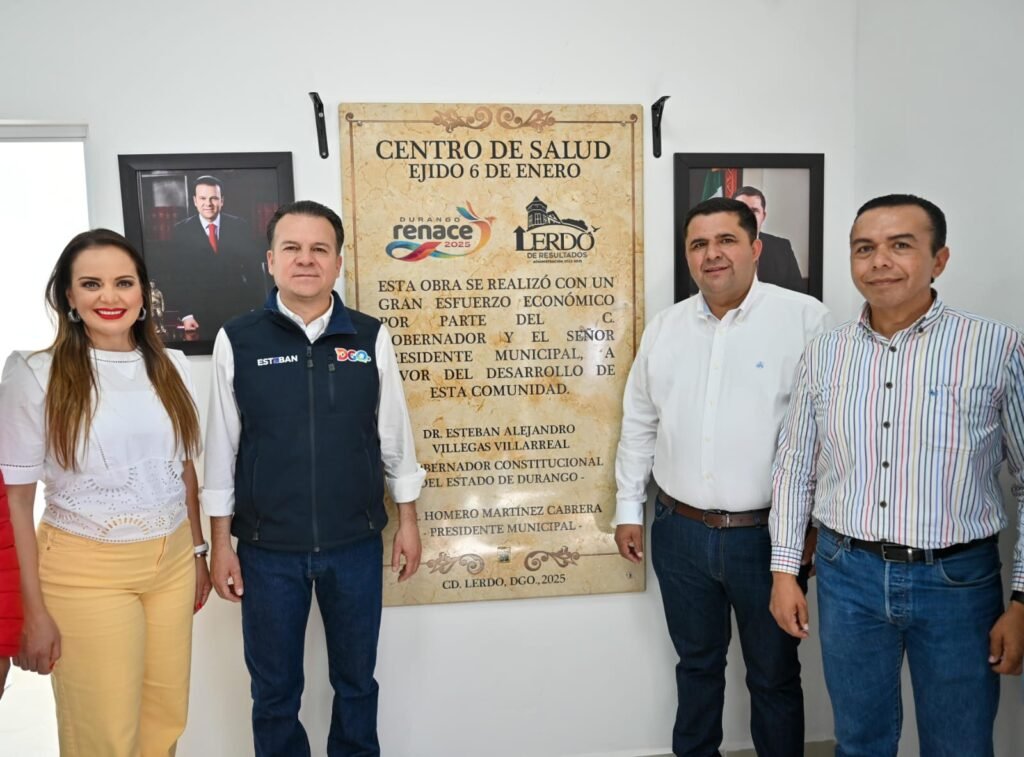 CENTRO DE SALUD
EJIDO 6 DE ENERO
DURANGO
renace
2025
LERDO
DE RESULTADOS
ESTA OBRA SE REALIZÓ CON UN
GRAN ESFUERZO ECONÓMICO
POR PARTE DEL C.
OBERNADOR Y EL SEÑOR
RESIDENTE MUNICIPAL, A
VOR DEL DESARROLLO DE
ESTA COMUNIDAD.
DR. ESTEBAN ALEJANDRO
VILLEGAS VILLARREAL
OBERNADOR CONSTITUCIONAL
DEL ESTADO DE DURANGO -
HOMERO MARTÍNEZ CABRERA
- PRESIDENTE MUNICIPAL -
CD. LERDO, DGO., 2025
ESTEBAN
DGO.